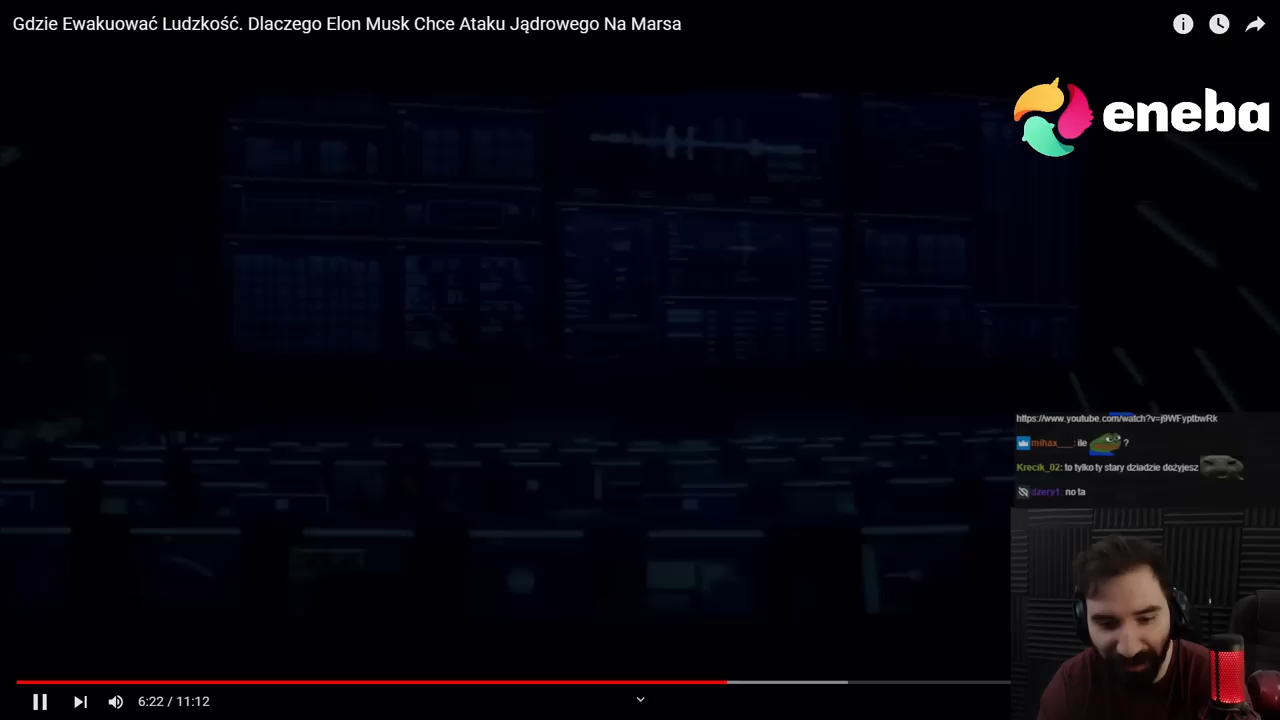 Gdzie Ewakuować Ludzkość. Dlaczego Elon Musk Chce Ataku Jądrowego Na Marsa
eneba
https://www.youtube.com/watch?v=j9WFyptbwRk
mihax___: ile ?
Krecik_02: to tylko ty stary dziadzie dożyjesz
dzery1: no ta
6:22 / 11:12